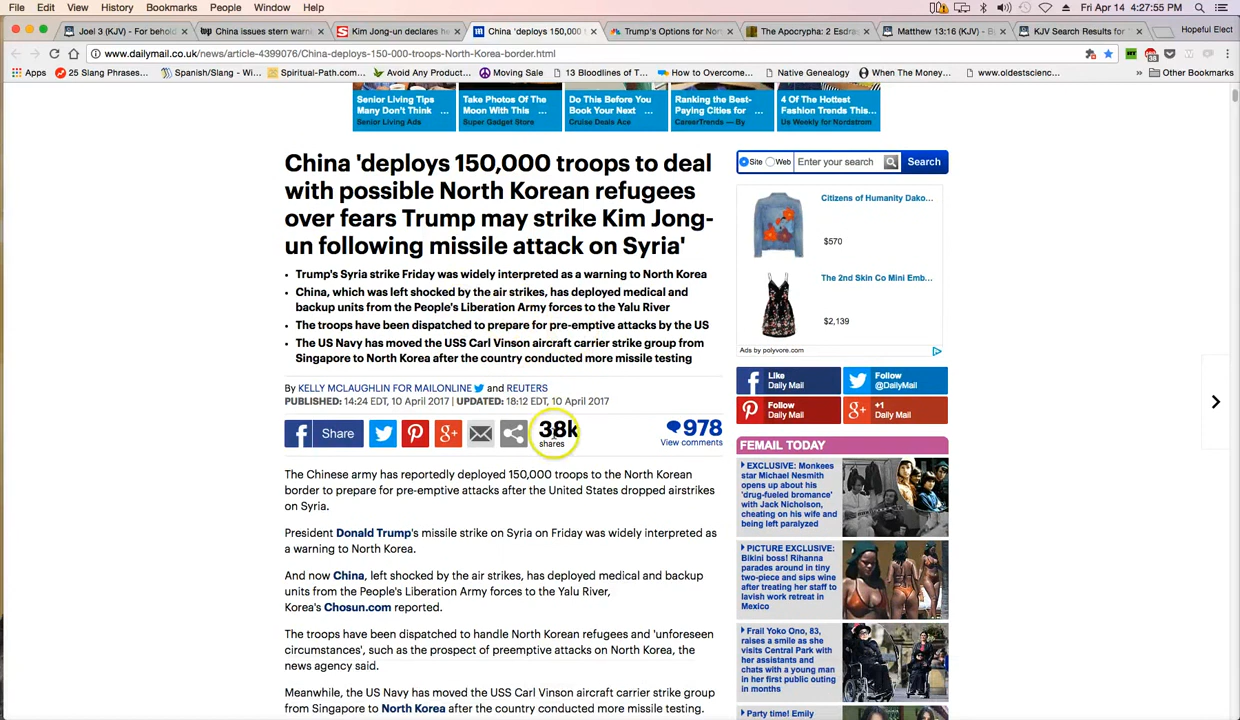 File Edit View History Bookmarks People Window Help
Fri Apr 14 4:27:55 PM
Joel 3 (KJV) - For behold
China issues stern warn
Kim Jong-un declares he
China 'deploys 150,000
Trump's Options for Nor
The Apocrypha: 2 Esdra
Matthew 13:16 (KJV) - B
KJV Search Results for
Hopeful Elect
www.dailymail.co.uk/news/article-4399076/China-deploys-150-000-troops-North-Korea-border.html
Apps
25 Slang Phrases...
Spanish/Slang - Wi...
Spiritual-Path.com...
Avoid Any Product...
Moving Sale
13 Bloodlines of T...
How to Overcome...
Native Genealogy
When The Money...
www.oldestscienc...
» Other Bookmarks
Senior Living Tips
Many Don't Think ...
Senior Living Ads
Take Photos Of The
Moon With This ...
Super Gadget Store
Do This Before You
Book Your Next ...
Cruise Deals Ace
Ranking the Best-
Paying Cities for ...
CareerTrends — By
4 Of The Hottest
Fashion Trends This...
Us Weekly for Nordstrom
China 'deploys 150,000 troops to deal
with possible North Korean refugees
over fears Trump may strike Kim Jong-
un following missile attack on Syria'
• Trump's Syria strike Friday was widely interpreted as a warning to North Korea
• China, which was left shocked by the air strikes, has deployed medical and
backup units from the People's Liberation Army forces to the Yalu River
• The troops have been dispatched to prepare for pre-emptive attacks by the US
• The US Navy has moved the USS Carl Vinson aircraft carrier strike group from
Singapore to North Korea after the country conducted more missile testing
By KELLY MCLAUGHLIN FOR MAILONLINE and REUTERS
PUBLISHED: 14:24 EDT, 10 April 2017 | UPDATED: 18:12 EDT, 10 April 2017
Share
38k
shares
978
View comments
The Chinese army has reportedly deployed 150,000 troops to the North Korean
border to prepare for pre-emptive attacks after the United States dropped airstrikes
on Syria.
President Donald Trump's missile strike on Syria on Friday was widely interpreted as
a warning to North Korea.
And now China, left shocked by the air strikes, has deployed medical and backup
units from the People's Liberation Army forces to the Yalu River,
Korea's Chosun.com reported.
The troops have been dispatched to handle North Korean refugees and 'unforeseen
circumstances', such as the prospect of preemptive attacks on North Korea, the
news agency said.
Meanwhile, the US Navy has moved the USS Carl Vinson aircraft carrier strike group
from Singapore to North Korea after the country conducted more missile testing.
Site Web Enter your search Search
Citizens of Humanity Dako...
$570
The 2nd Skin Co Mini Emb...
$2,139
Ads by polyvore.com
Like
Daily Mail
Follow
@DailyMail
Follow
Daily Mail
+1
Daily Mail
FEMAIL TODAY
EXCLUSIVE: Monkees
star Michael Nesmith
opens up about his
'drug-fueled bromance'
with Jack Nicholson,
cheating on his wife and
being left paralyzed
PICTURE EXCLUSIVE:
Bikini boss! Rihanna
parades around in tiny
two-piece and sips wine
after treating her staff to
lavish work retreat in
Mexico
Frail Yoko Ono, 83,
raises a smile as she
visits Central Park with
her assistants and
chats with a young man
in her first public outing
in months
Party time! Emily